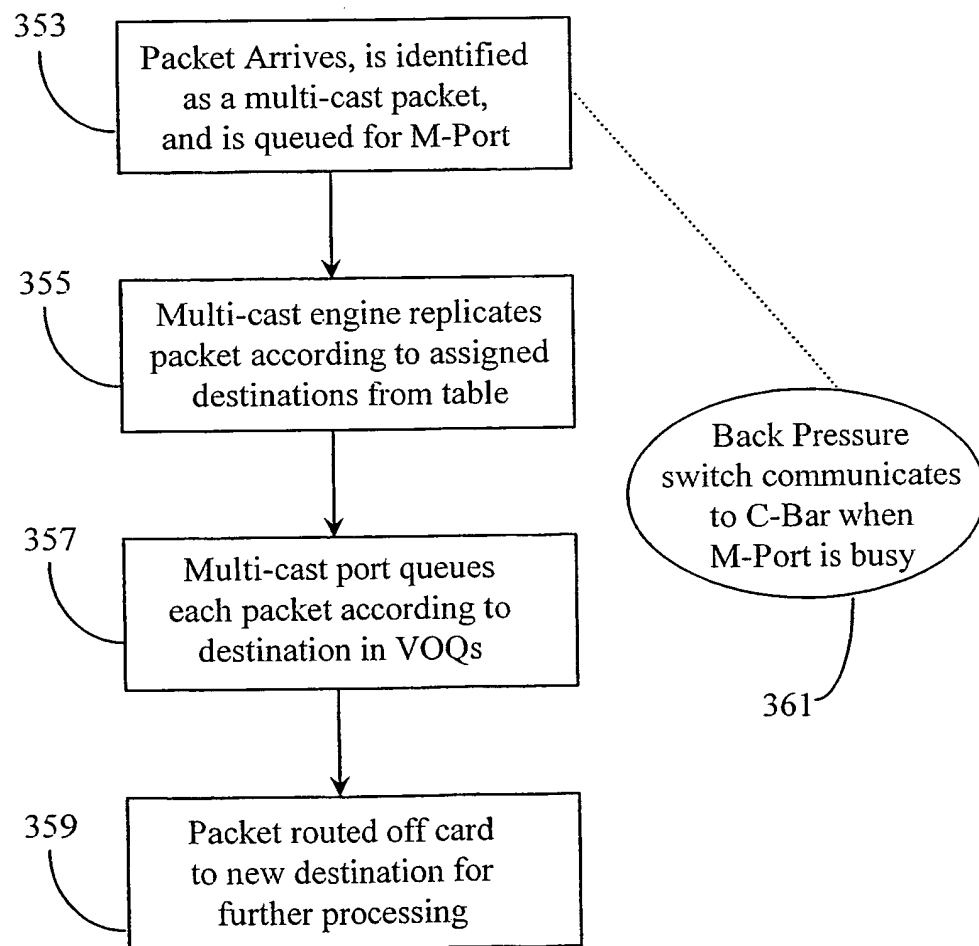 353
Packet Arrives, is identified
as a multi-cast packet,
and is queued for M-Port
355
Multi-cast engine replicates
packet according to assigned
destinations from table
Back Pressure
switch communicates
to C-Bar when
M-Port is busy
361
357
Multi-cast port queues
each packet according to
destination in VOQs
359
Packet routed off card
to new destination for
further processing